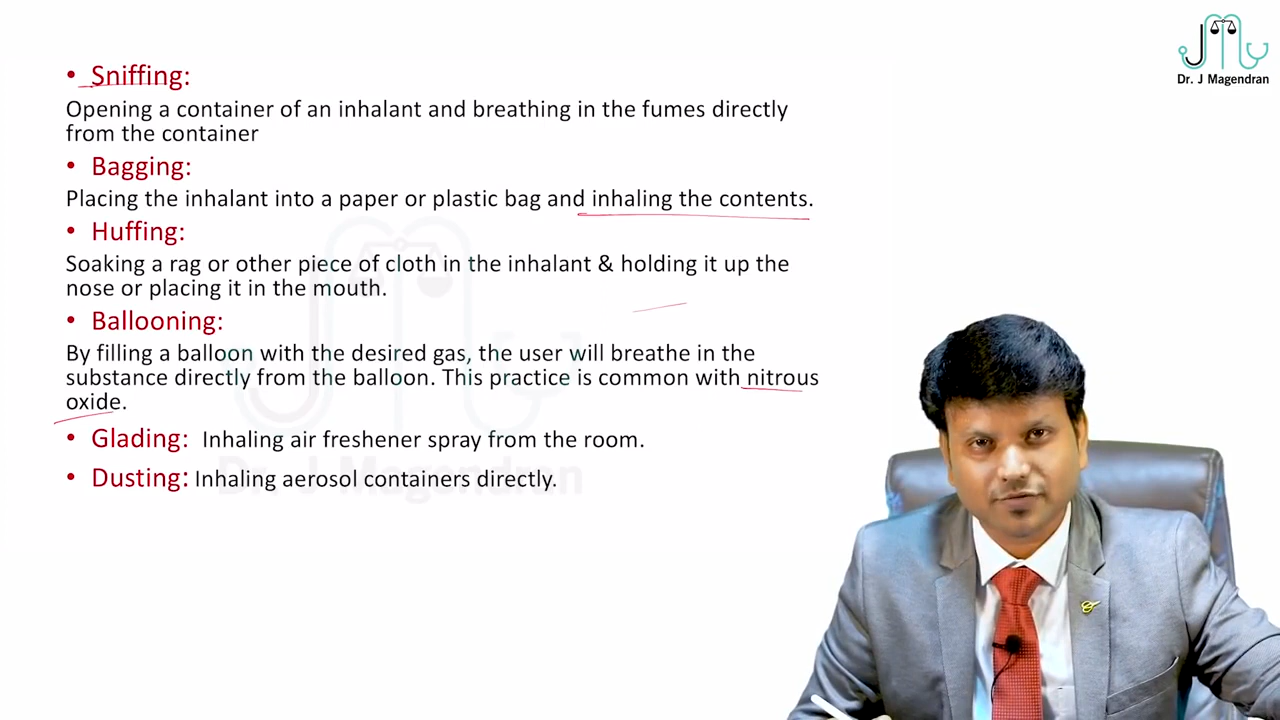 Dr. J Magendran
• Sniffing:
Opening a container of an inhalant and breathing in the fumes directly
from the container
• Bagging:
Placing the inhalant into a paper or plastic bag and inhaling the contents.
• Huffing:
Soaking a rag or other piece of cloth in the inhalant & holding it up the
nose or placing it in the mouth.
• Ballooning:
By filling a balloon with the desired gas, the user will breathe in the
substance directly from the balloon. This practice is common with nitrous
oxide.
• Glading: Inhaling air freshener spray from the room.
• Dusting: Inhaling aerosol containers directly.
Dr. J Magendran